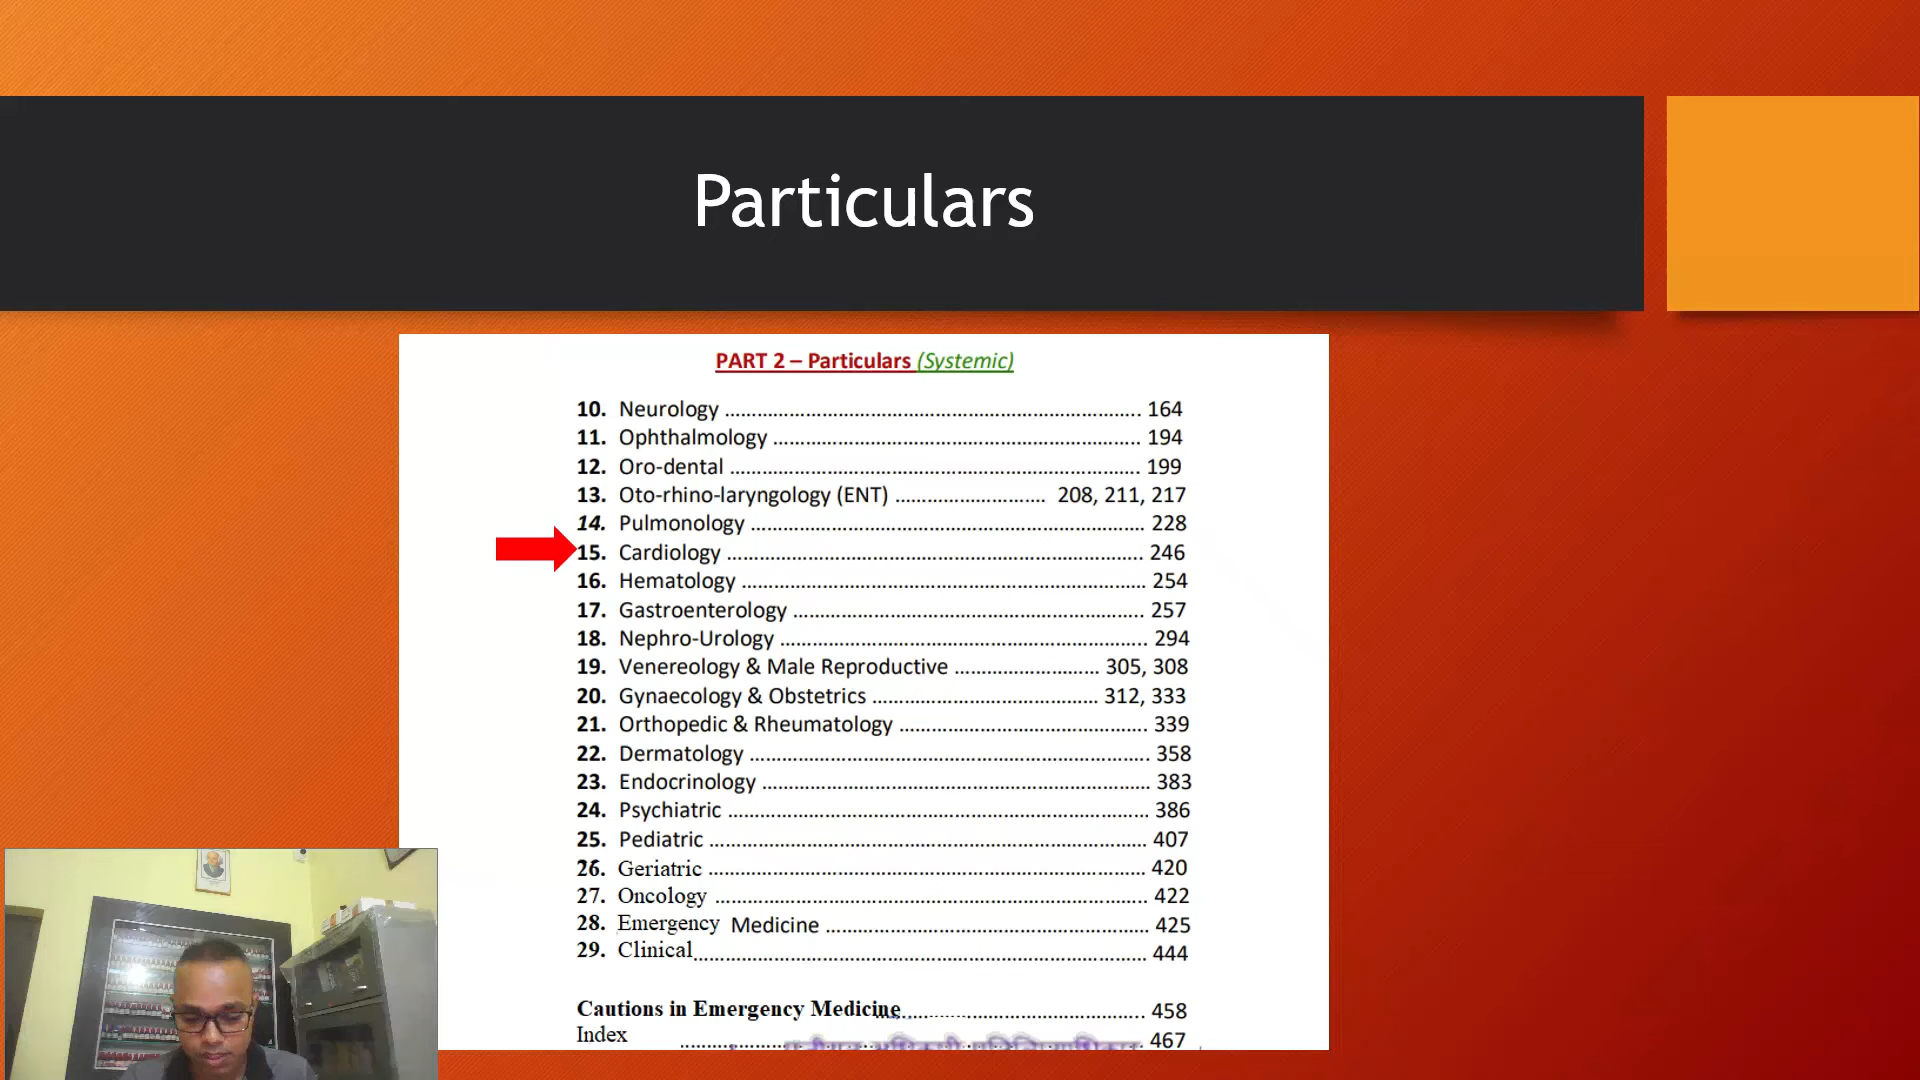 Particulars
PART 2 – Particulars (Systemic)
10. Neurology ........................................................................ 164
11. Ophthalmology ................................................................ 194
12. Oro-dental ....................................................................... 199
13. Oto-rhino-laryngology (ENT) .......................... 208, 211, 217
14. Pulmonology .................................................................... 228
15. Cardiology ........................................................................ 246
16. Hematology ...................................................................... 254
17. Gastroenterology ............................................................. 257
18. Nephro-Urology ................................................................ 294
19. Venereology & Male Reproductive ......................... 305, 308
20. Gynaecology & Obstetrics ....................................... 312, 333
21. Orthopedic & Rheumatology ........................................... 339
22. Dermatology ..................................................................... 358
23. Endocrinology ................................................................... 383
24. Psychiatric ......................................................................... 386
25. Pediatric ............................................................................ 407
26. Geriatric ............................................................................ 420
27. Oncology ........................................................................... 422
28. Emergency Medicine ........................................................ 425
29. Clinical............................................................................... 444
Cautions in Emergency Medicine.......................................... 458
Index ................................................................................ 467